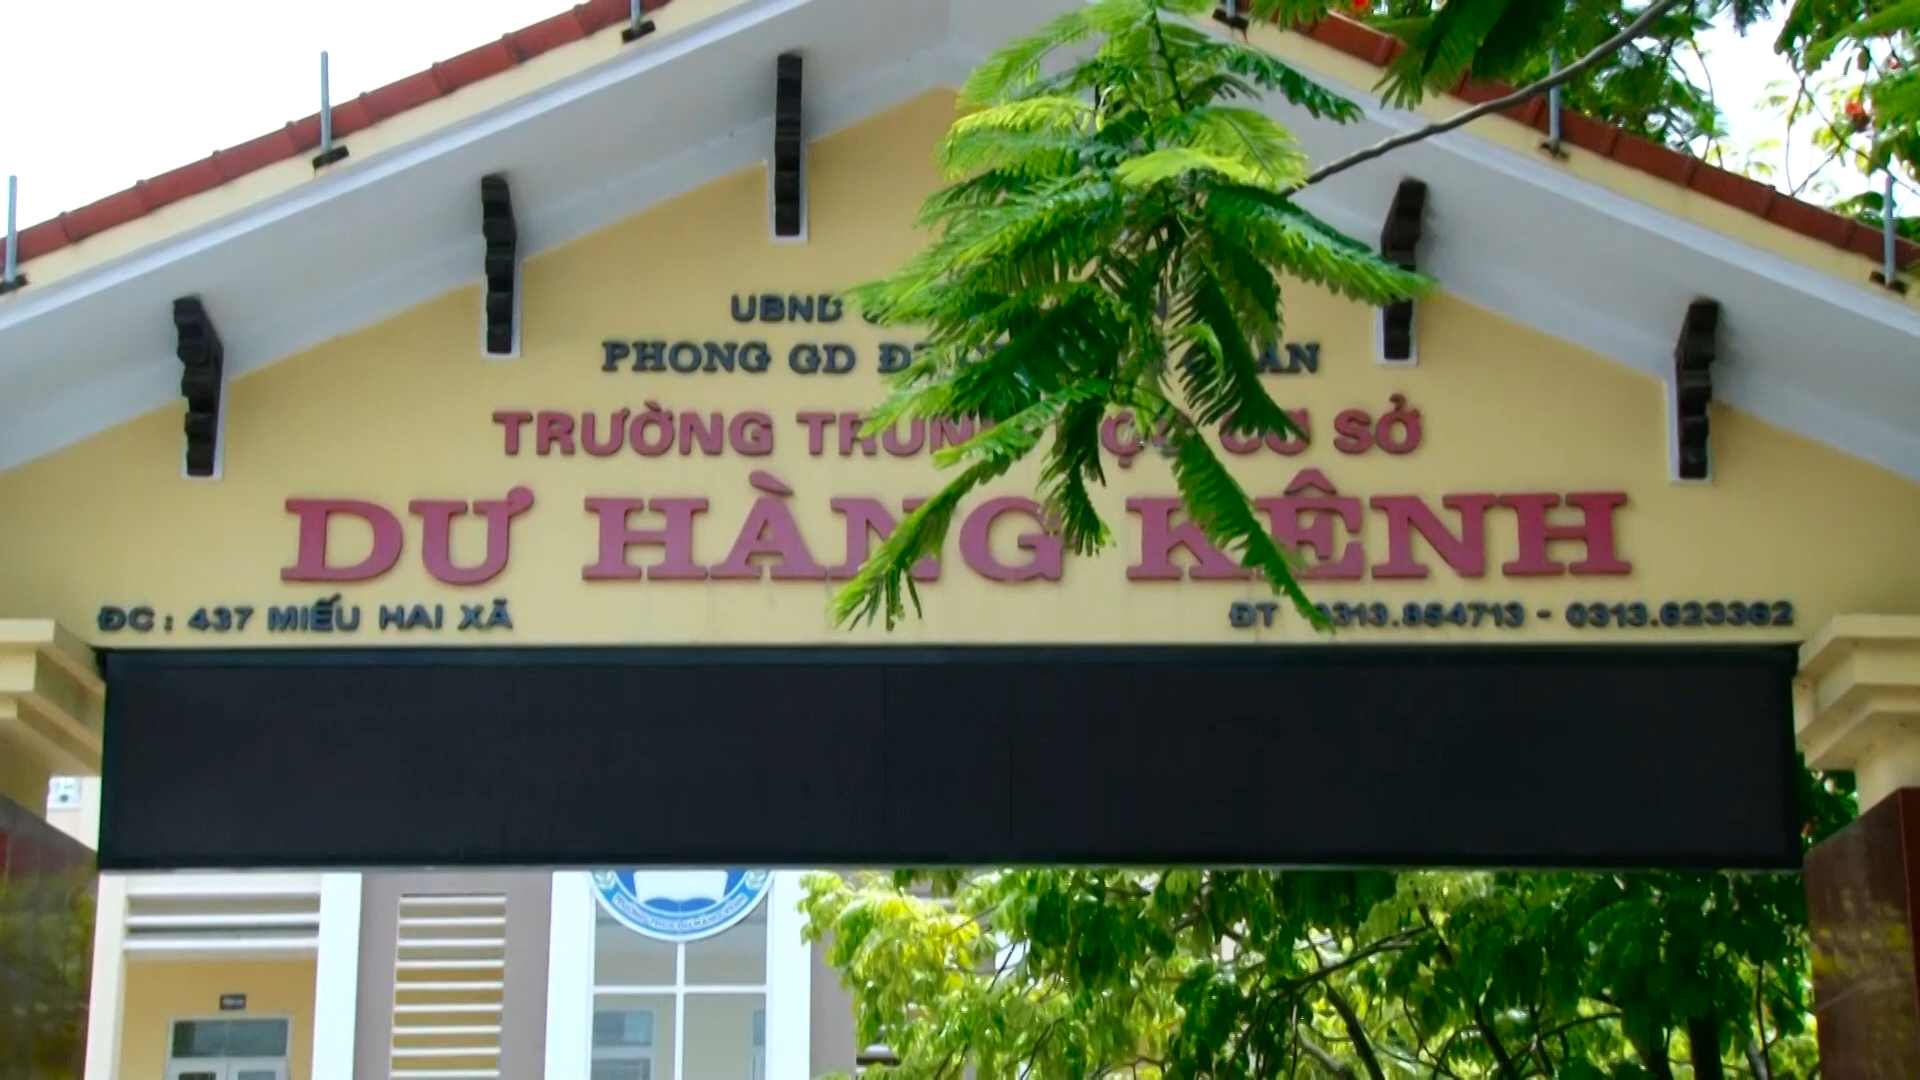 UBND
PHONG GD
TRƯỜNG TRUNG HỌC CƠ SỞ
DƯ HÀNG KÊNH
ĐC : 437 MIẾU HAI XÃ
ĐT 0313.854713 - 0313.623362